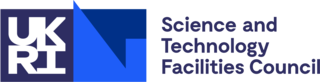 UK
RI
Science and
Technology
Facilities Council